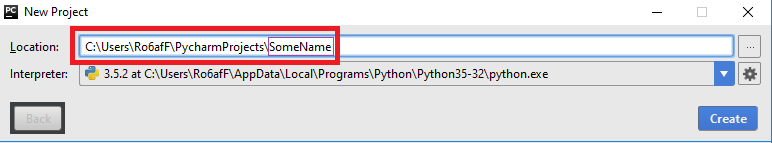 New Project
Location: C:\Users\Ro6afF\PycharmProjects\SomeName ...
Interpreter: 3.5.2 at C:\Users\Ro6afF\AppData\Local\Programs\Python\Python35-32\python.exe
Back Create